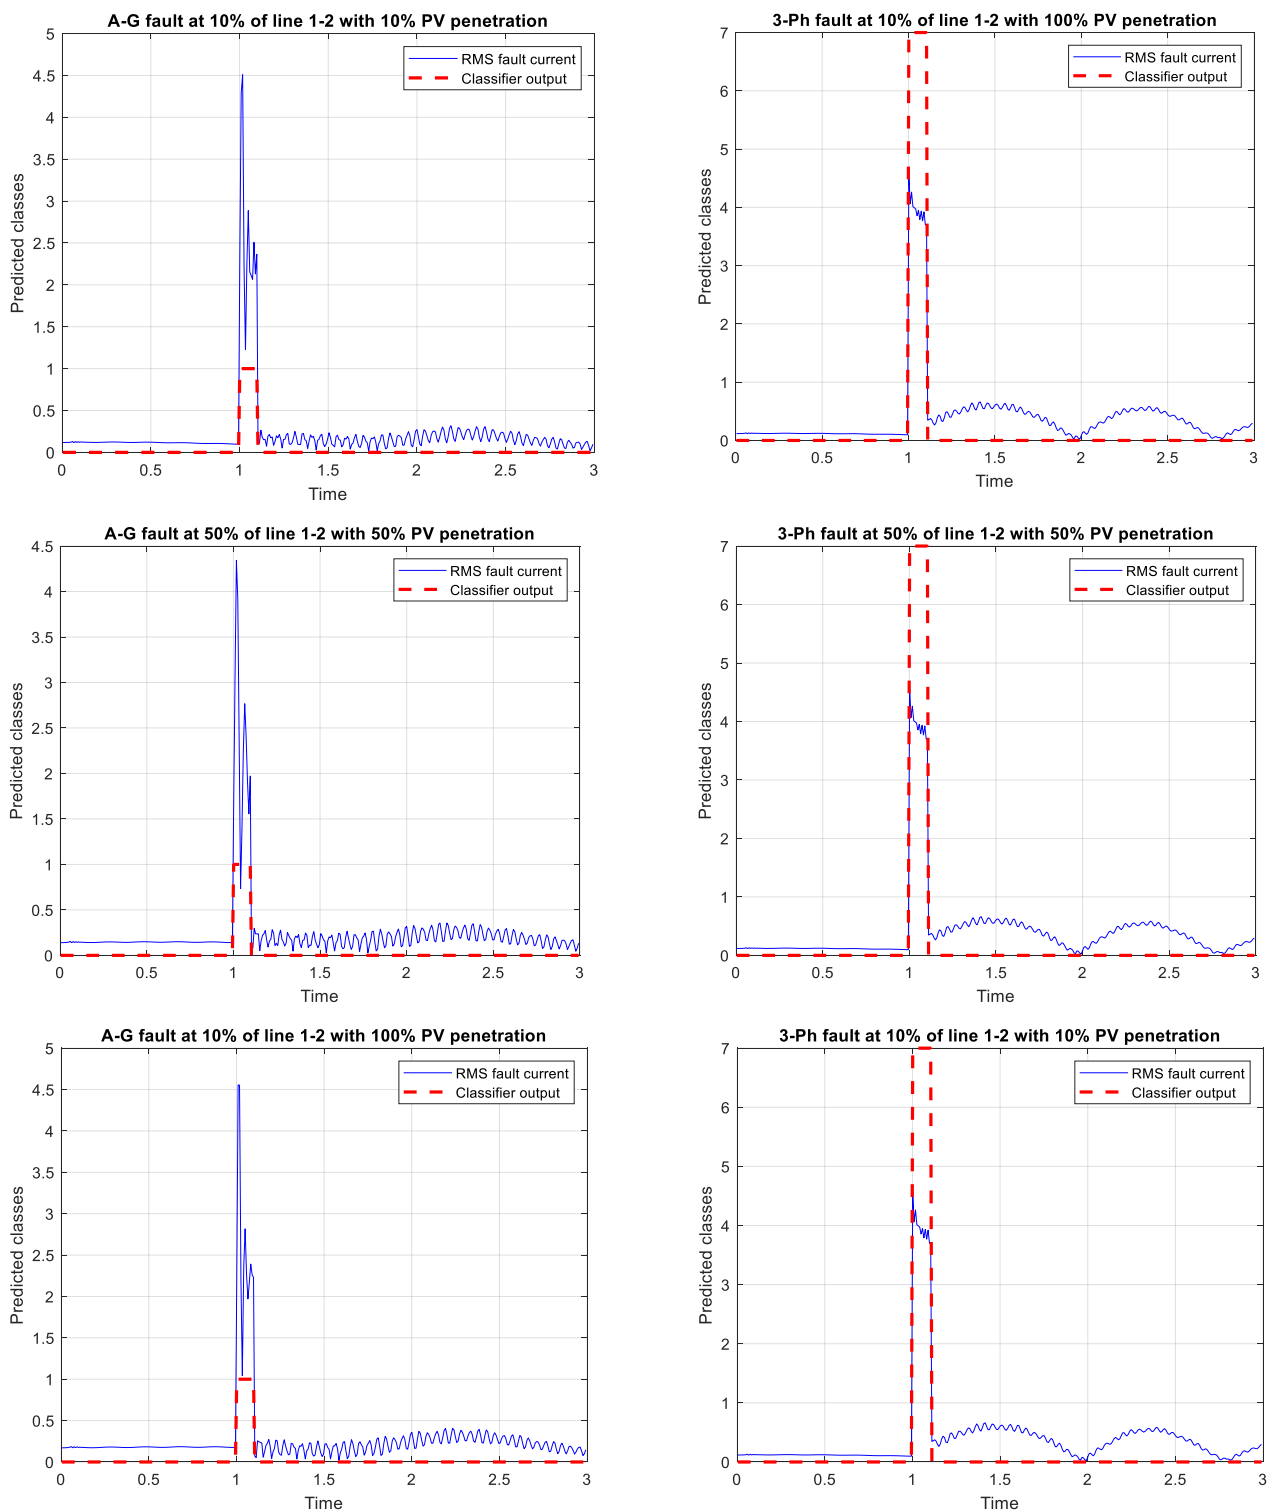 A-G fault at 10% of line 1-2 with 10% PV penetration
5
4.5
4
3.5
3
2.5
2
1.5
1
0.5
0
Predicted classes
RMS fault current
Classifier output
0 0.5 1 1.5 2 2.5 3
Time
3-Ph fault at 10% of line 1-2 with 100% PV penetration
7
6
5
4
3
2
1
0
Predicted classes
RMS fault current
Classifier output
0 0.5 1 1.5 2 2.5 3
Time
A-G fault at 50% of line 1-2 with 50% PV penetration
4.5
4
3.5
3
2.5
2
1.5
1
0.5
0
Predicted classes
RMS fault current
Classifier output
0 0.5 1 1.5 2 2.5 3
Time
3-Ph fault at 50% of line 1-2 with 50% PV penetration
7
6
5
4
3
2
1
0
Predicted classes
RMS fault current
Classifier output
0 0.5 1 1.5 2 2.5 3
Time
A-G fault at 10% of line 1-2 with 100% PV penetration
5
4.5
4
3.5
3
2.5
2
1.5
1
0.5
0
Predicted classes
RMS fault current
Classifier output
0 0.5 1 1.5 2 2.5 3
Time
3-Ph fault at 10% of line 1-2 with 10% PV penetration
7
6
5
4
3
2
1
0
Predicted classes
RMS fault current
Classifier output
0 0.5 1 1.5 2 2.5 3
Time